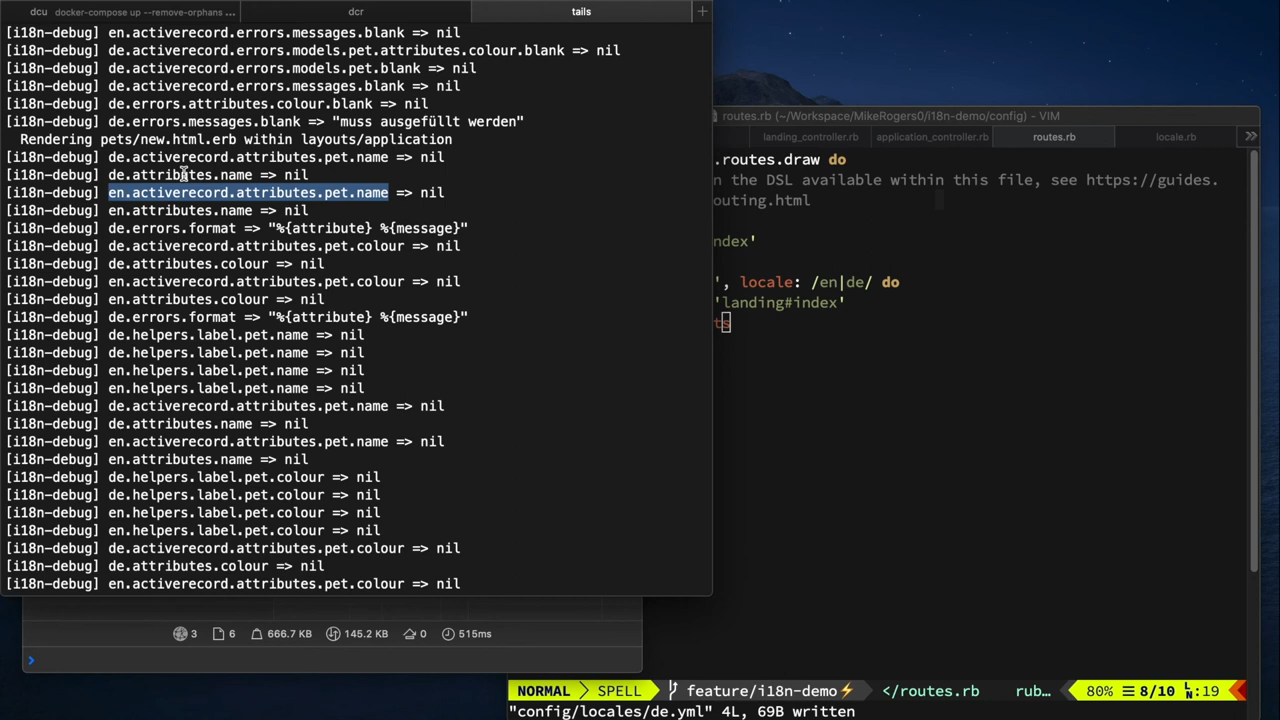 dcu docker-compose up --remove-orphans ...
dcr
tails
[i18n-debug] en.activerecord.errors.messages.blank => nil
[i18n-debug] de.activerecord.errors.models.pet.attributes.colour.blank => nil
[i18n-debug] de.activerecord.errors.models.pet.blank => nil
[i18n-debug] de.activerecord.errors.messages.blank => nil
[i18n-debug] de.errors.attributes.colour.blank => nil
[i18n-debug] de.errors.messages.blank => "muss ausgefüllt werden"
Rendering pets/new.html.erb within layouts/application
[i18n-debug] de.activerecord.attributes.pet.name => nil
[i18n-debug] de.attributes.name => nil
[i18n-debug] en.activerecord.attributes.pet.name => nil
[i18n-debug] en.attributes.name => nil
[i18n-debug] de.errors.format => "%{attribute} %{message}"
[i18n-debug] de.activerecord.attributes.pet.colour => nil
[i18n-debug] de.attributes.colour => nil
[i18n-debug] en.activerecord.attributes.pet.colour => nil
[i18n-debug] en.attributes.colour => nil
[i18n-debug] de.errors.format => "%{attribute} %{message}"
[i18n-debug] de.helpers.label.pet.name => nil
[i18n-debug] de.helpers.label.pet.name => nil
[i18n-debug] en.helpers.label.pet.name => nil
[i18n-debug] en.helpers.label.pet.name => nil
[i18n-debug] de.activerecord.attributes.pet.name => nil
[i18n-debug] de.attributes.name => nil
[i18n-debug] en.activerecord.attributes.pet.name => nil
[i18n-debug] en.attributes.name => nil
[i18n-debug] de.helpers.label.pet.colour => nil
[i18n-debug] de.helpers.label.pet.colour => nil
[i18n-debug] en.helpers.label.pet.colour => nil
[i18n-debug] en.helpers.label.pet.colour => nil
[i18n-debug] de.activerecord.attributes.pet.colour => nil
[i18n-debug] de.attributes.colour => nil
[i18n-debug] en.activerecord.attributes.pet.colour => nil
3 6 666.7 KB 145.2 KB 0 515ms
routes.rb (~/Workspace/MikeRogers0/i18n-demo/config) - VIM
landing_controller.rb
application_controller.rb
routes.rb
locale.rb
.routes.draw do
n the DSL available within this file, see https://guides.
outing.html
ndex'
', locale: /en|de/ do
'landing#index'
ts
NORMAL SPELL feature/i18n-demo⚡ </routes.rb rub… 80% ☰ 8/10 LN:19
"config/locales/de.yml" 4L, 69B written